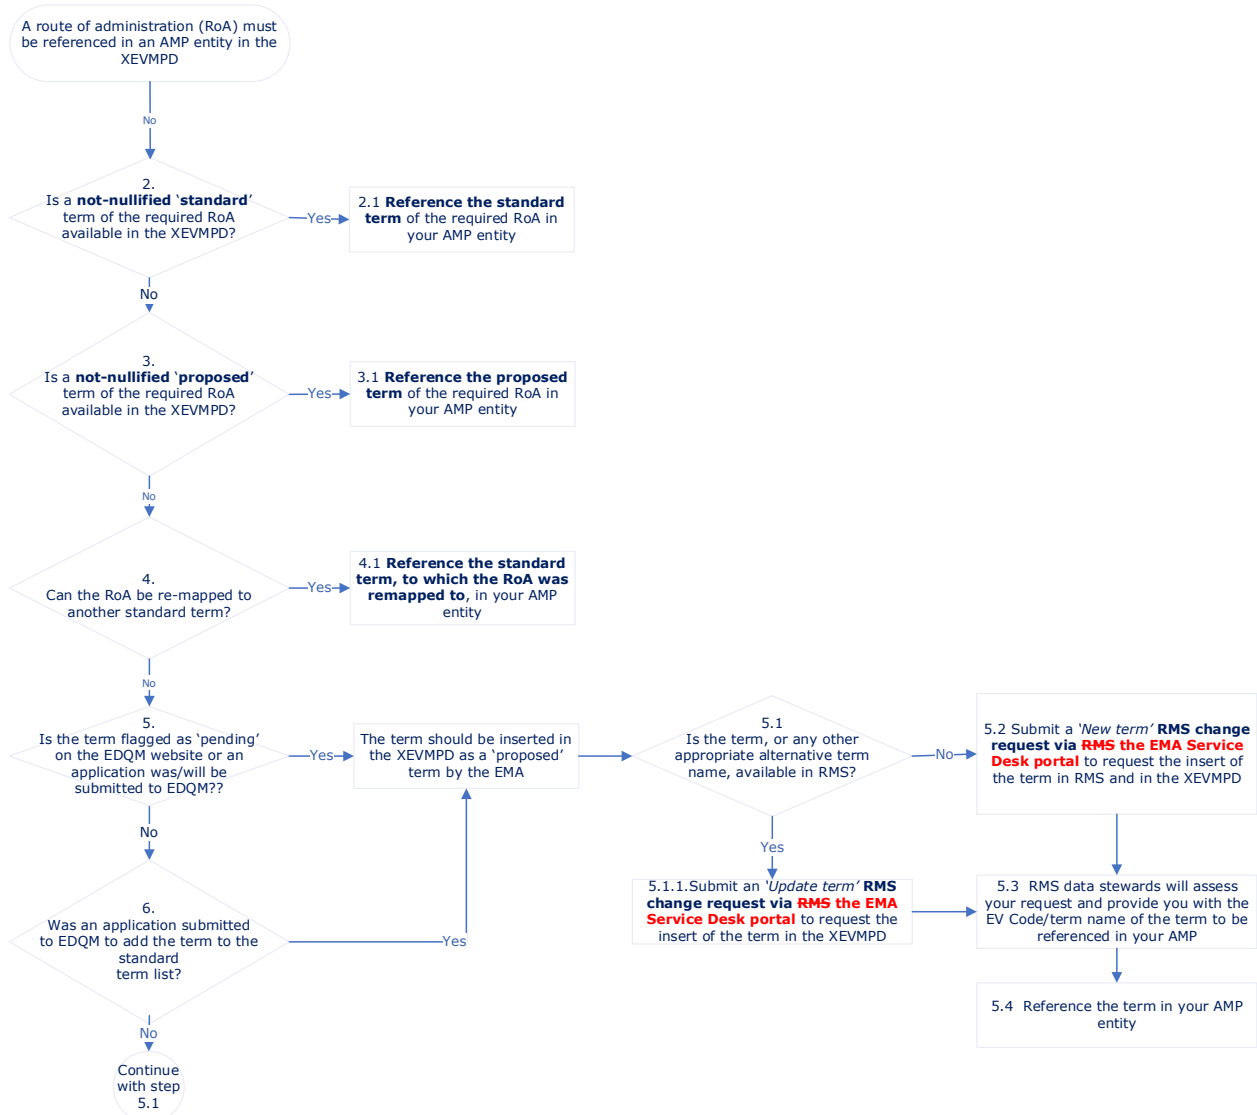 A route of administration (RoA) must
be referenced in an AMP entity in the
XEVMPD
No
2.
Is a not-nullified ‘standard’
term of the required RoA
available in the XEVMPD?
Yes
2.1 Reference the standard
term of the required RoA in
your AMP entity
No
3.
Is a not-nullified ‘proposed’
term of the required RoA
available in the XEVMPD?
Yes
3.1 Reference the proposed
term of the required RoA in
your AMP entity
No
4.
Can the RoA be re-mapped to
another standard term?
Yes
4.1 Reference the standard
term, to which the RoA was
remapped to, in your AMP
entity
No
5.
Is the term flagged as ‘pending’
on the EDQM website or an
application was/will be
submitted to EDQM??
Yes
The term should be inserted in
the XEVMPD as a ‘proposed’
term by the EMA
5.1
Is the term, or any other
appropriate alternative term
name, available in RMS?
No
5.2 Submit a ‘New term’ RMS change
request via RMS the EMA Service
Desk portal to request the insert of
the term in RMS and in the XEVMPD
No
Yes
6.
Was an application submitted
to EDQM to add the term to the
standard
term list?
Yes
5.1.1.Submit an ‘Update term’ RMS
change request via RMS the EMA
Service Desk portal to request the
insert of the term in the XEVMPD
5.3 RMS data stewards will assess
your request and provide you with the
EV Code/term name of the term to be
referenced in your AMP
5.4 Reference the term in your AMP
entity
No
Continue
with step
5.1